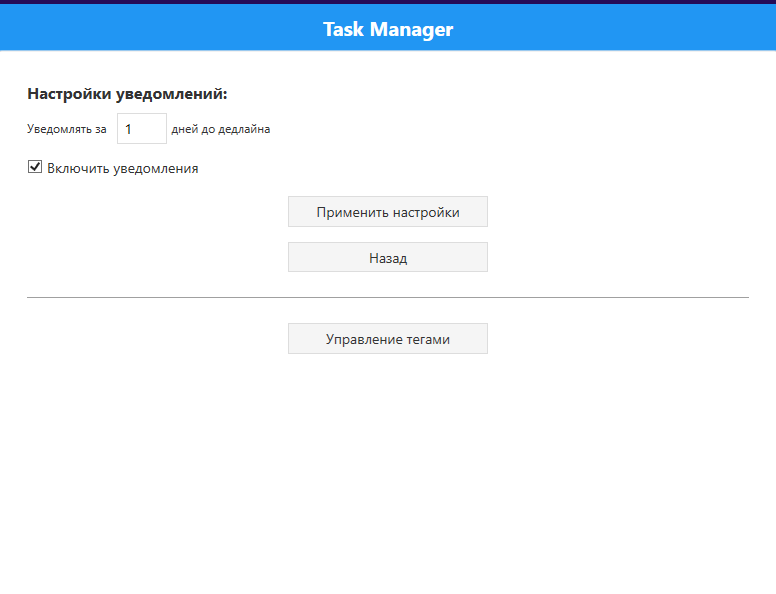 Task Manager
Настройки уведомлений:
Уведомлять за 1 дней до дедлайна
Включить уведомления
Применить настройки
Назад
Управление тегами